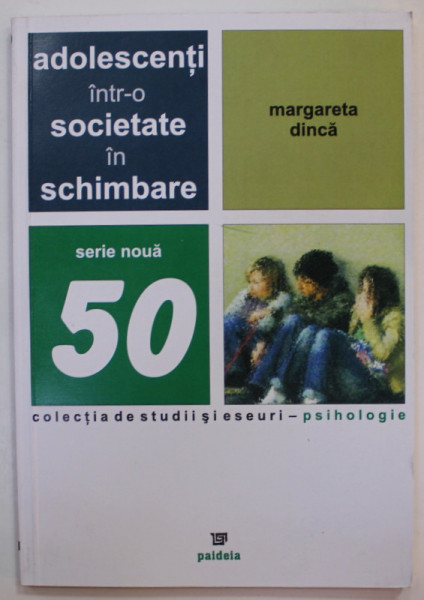 adolescenți
într-o
societate
în
schimbare
margareta
dincă
serie nouă
50
colecția de studii și eseuri – psihologie
paideia